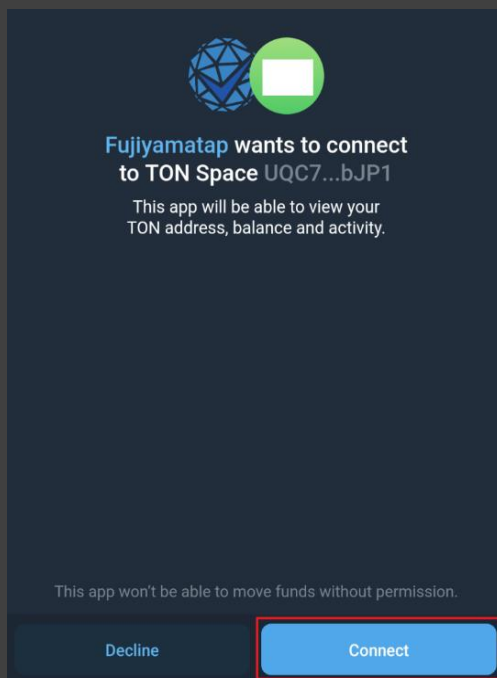 Fujiyamatap wants to connect
to TON Space UQC7...bJP1
This app will be able to view your
TON address, balance and activity.
This app won't be able to move funds without permission.
Decline
Connect